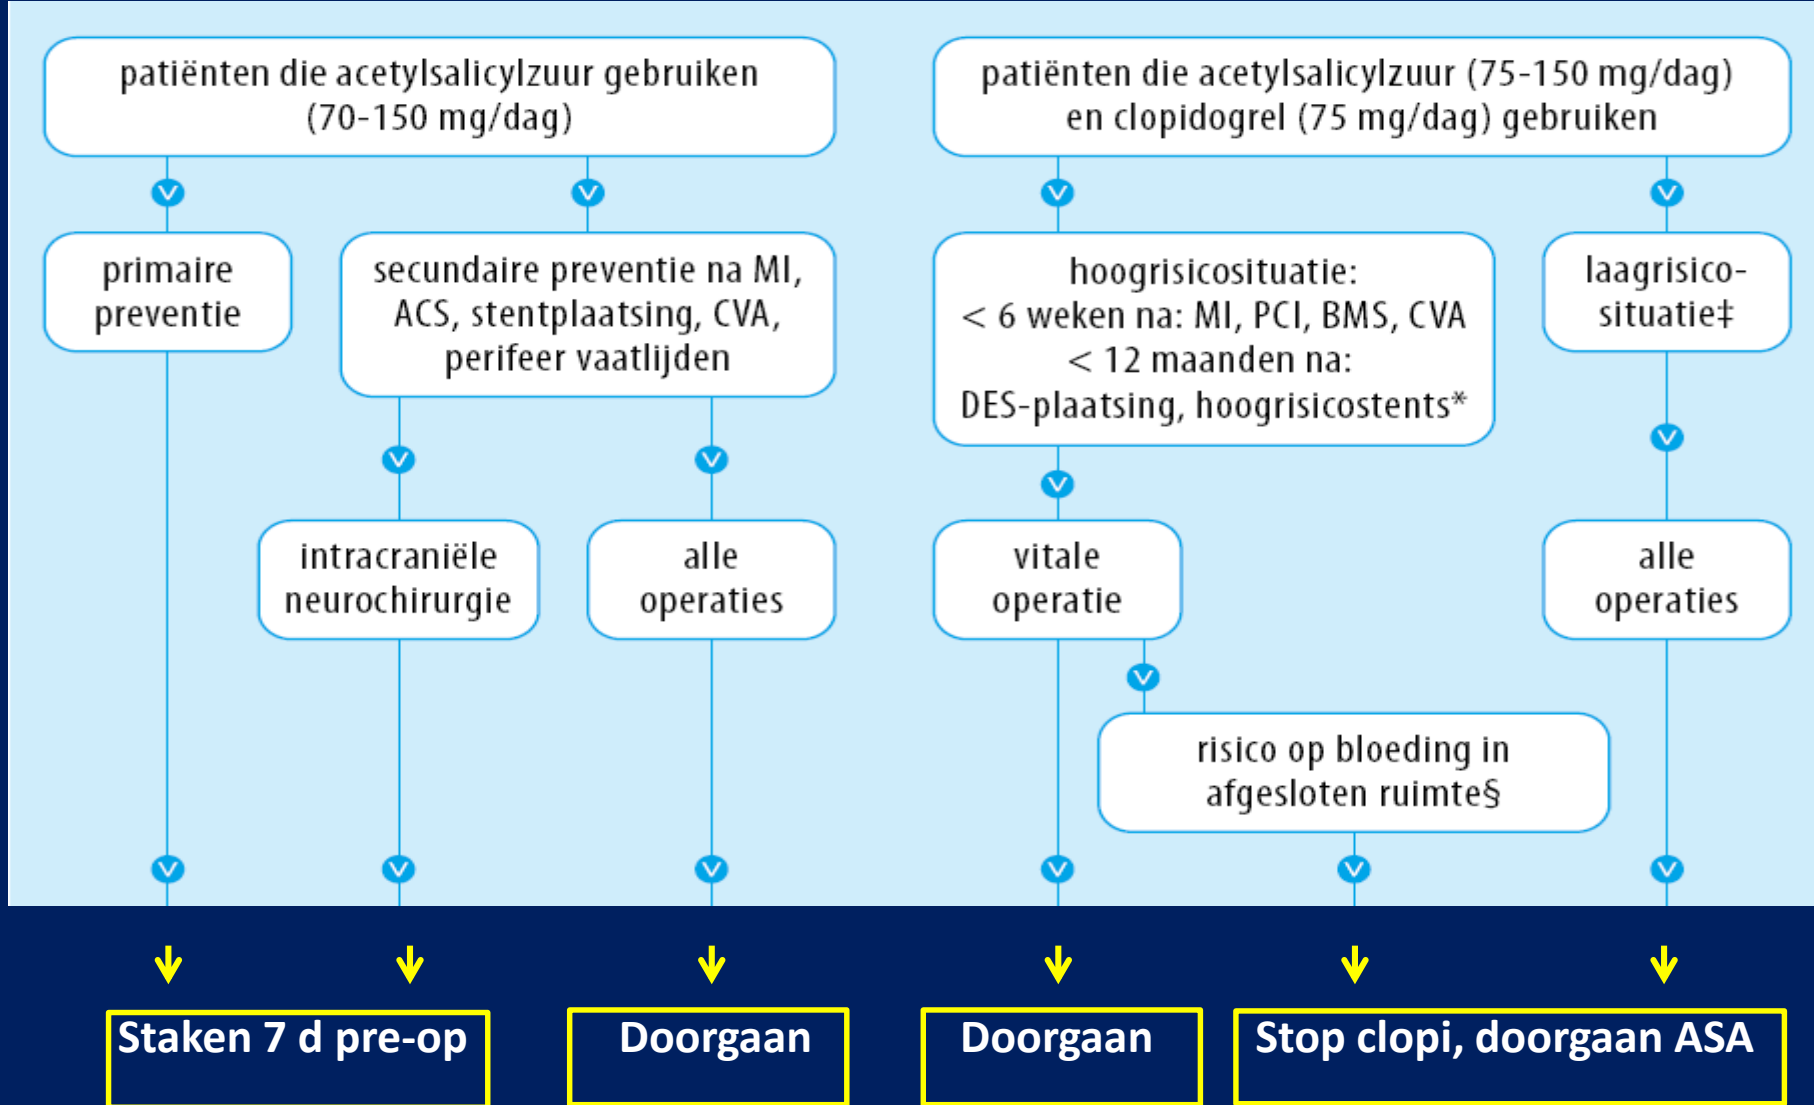 patiënten die acetylsalicylzuur gebruiken
(70-150 mg/dag)
patiënten die acetylsalicylzuur (75-150 mg/dag)
en clopidogrel (75 mg/dag) gebruiken
primaire
preventie
secundaire preventie na MI,
ACS, stentplaatsing, CVA,
perifeer vaatlijden
hoogrisicosituatie:
< 6 weken na: MI, PCI, BMS, CVA
< 12 maanden na:
DES-plaatsing, hoogrisicostents*
laagrisico-
situatie‡
intracraniële
neurochirurgie
alle
operaties
vitale
operatie
alle
operaties
risico op bloeding in
afgesloten ruimte§
Staken 7 d pre-op
Doorgaan
Doorgaan
Stop clopi, doorgaan ASA